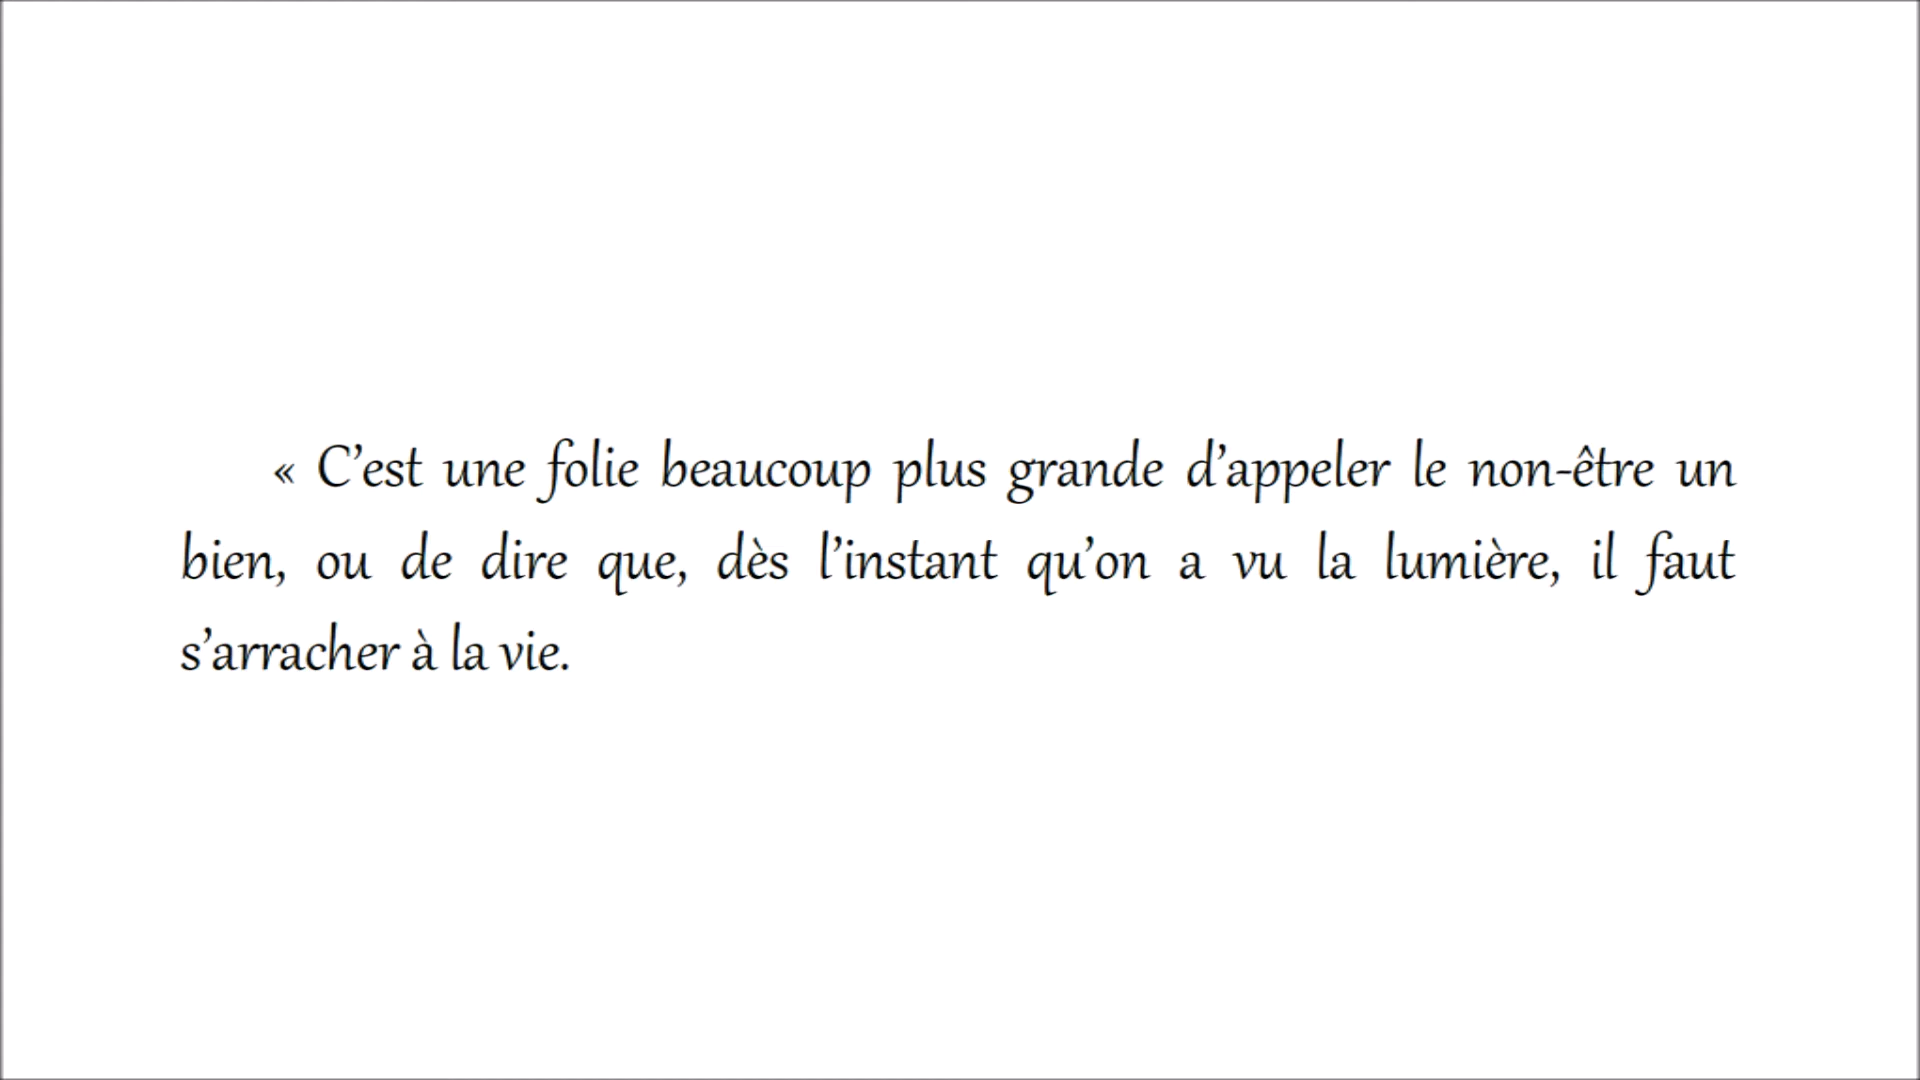 « C’est une folie beaucoup plus grande d’appeler le non-être un
bien, ou de dire que, dès l’instant qu’on a vu la lumière, il faut
s’arracher à la vie.